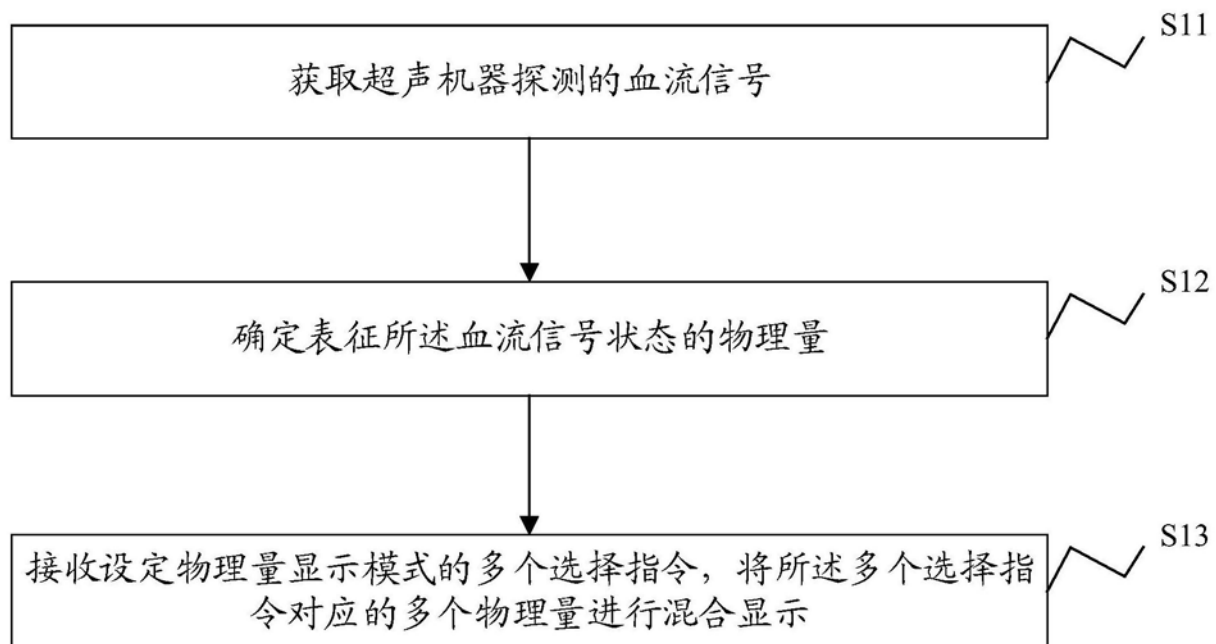 S11
获取超声机器探测的血流信号
S12
确定表征所述血流信号状态的物理量
S13
接收设定物理量显示模式的多个选择指令，将所述多个选择指
令对应的多个物理量进行混合显示